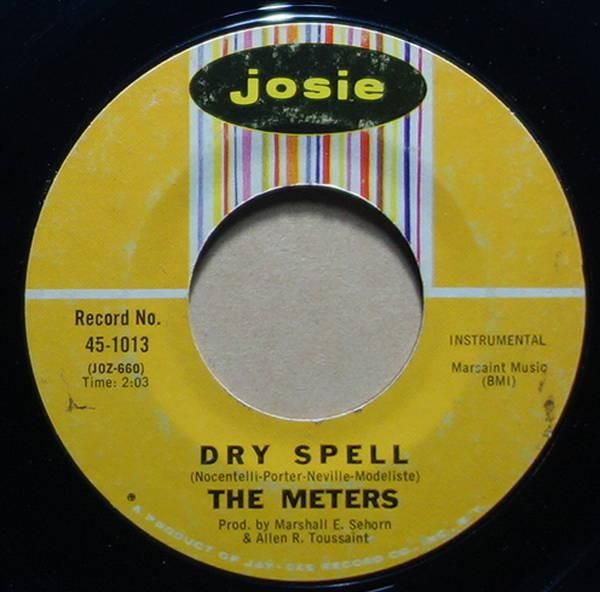 josie
Record No.
45-1013
(JOZ-660)
Time: 2:03
INSTRUMENTAL
Marsaint Music
(BMI)
DRY SPELL
(Nocentelli-Porter-Neville-Modeliste)
THE METERS
Prod. by Marshall E. Sehorn
& Allen R. Toussaint
A PRODUCT OF JAY-GEE RECORD CO., INC., N.Y.